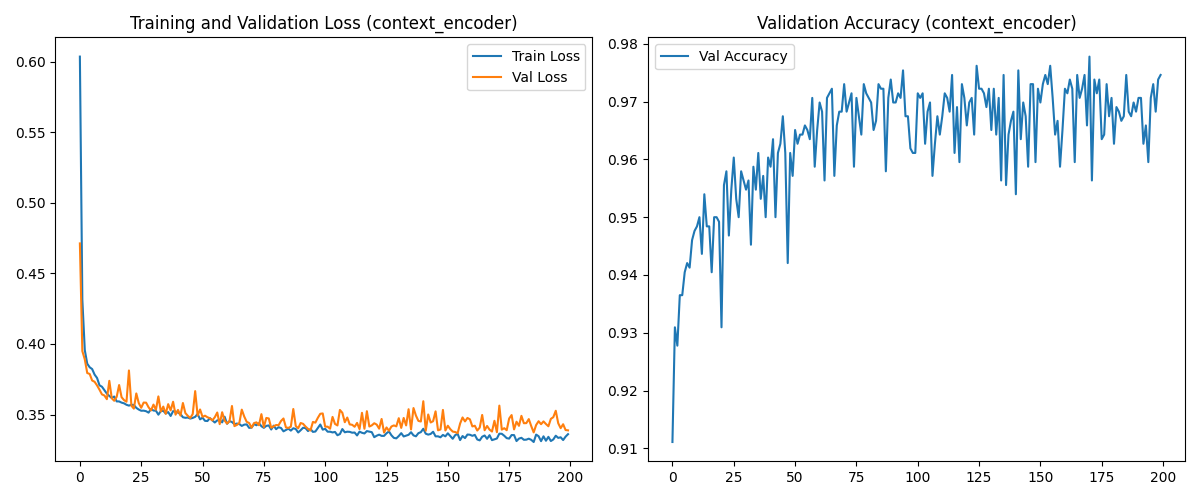 Training and Validation Loss (context_encoder)
Train Loss
Val Loss
0.60
0.55
0.50
0.45
0.40
0.35
0 25 50 75 100 125 150 175 200
Validation Accuracy (context_encoder)
Val Accuracy
0.98
0.97
0.96
0.95
0.94
0.93
0.92
0.91
0 25 50 75 100 125 150 175 200